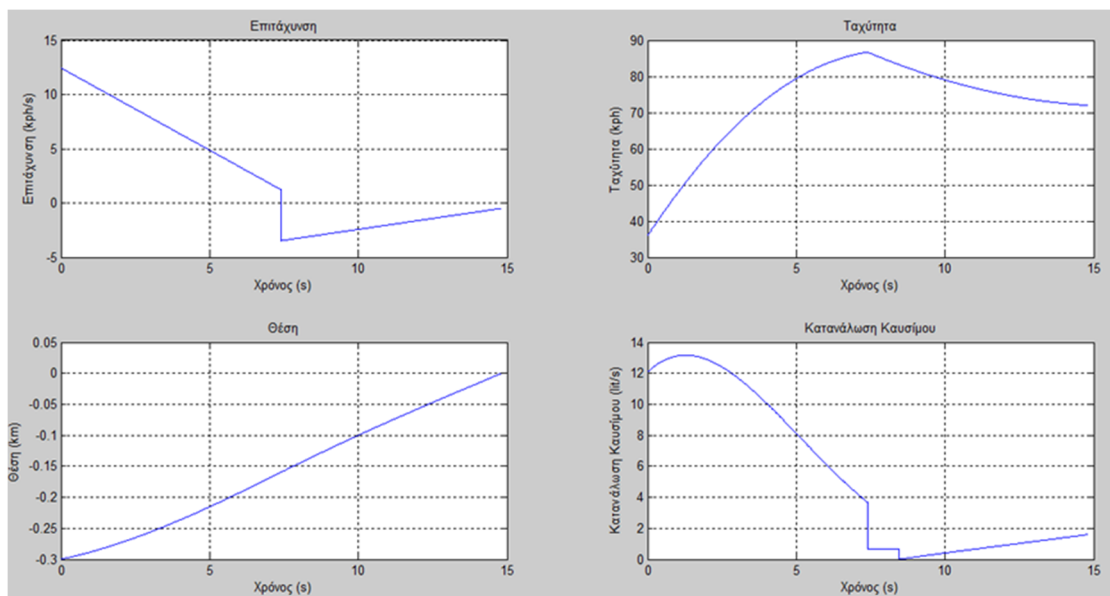 Επιτάχυνση
15
10
5
0
-5
Επιτάχυνση (kph/s)
0 5 10 15
Χρόνος (s)
Ταχύτητα
90
80
70
60
50
40
30
Ταχύτητα (kph)
0 5 10 15
Χρόνος (s)
Θέση
0.05
0
-0.05
-0.1
-0.15
-0.2
-0.25
-0.3
Θέση (km)
0 5 10 15
Χρόνος (s)
Κατανάλωση Καυσίμου
14
12
10
8
6
4
2
0
Κατανάλωση Καυσίμου (lit/s)
0 5 10 15
Χρόνος (s)